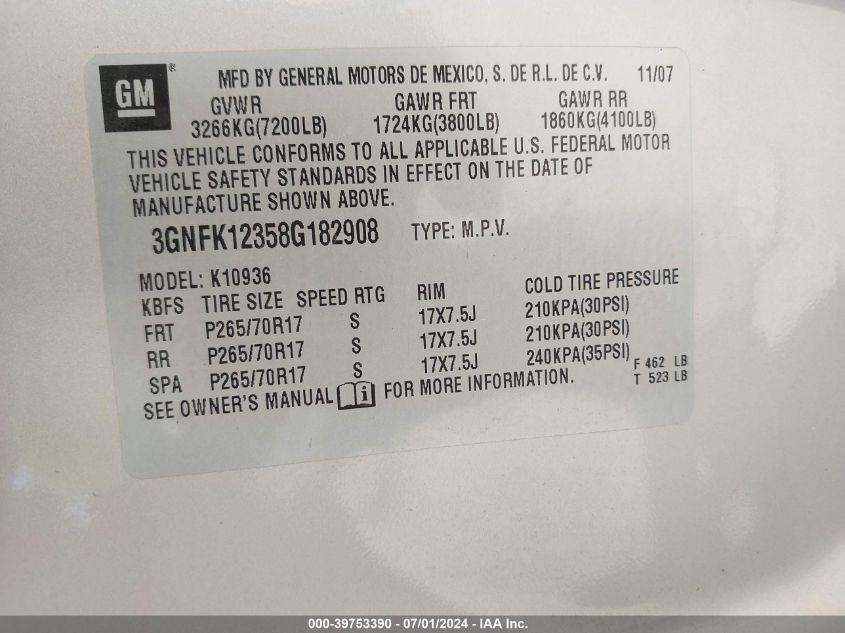 GM®
MFD BY GENERAL MOTORS DE MEXICO, S. DE R.L. DE C.V. 11/07
GVWR GAWR FRT GAWR RR
3266KG(7200LB) 1724KG(3800LB) 1860KG(4100LB)
THIS VEHICLE CONFORMS TO ALL APPLICABLE U.S. FEDERAL MOTOR
VEHICLE SAFETY STANDARDS IN EFFECT ON THE DATE OF
MANUFACTURE SHOWN ABOVE.
3GNFK12358G182908 TYPE: M.P.V.
MODEL: K10936
KBFS TIRE SIZE SPEED RTG RIM COLD TIRE PRESSURE
FRT P265/70R17 S 17X7.5J 210KPA(30PSI)
RR P265/70R17 S 17X7.5J 210KPA(30PSI)
SPA P265/70R17 S 17X7.5J 240KPA(35PSI) F 462 LB
T 523 LB
SEE OWNER'S MANUAL i FOR MORE INFORMATION.
000-39753390 - 07/01/2024 - IAA Inc.